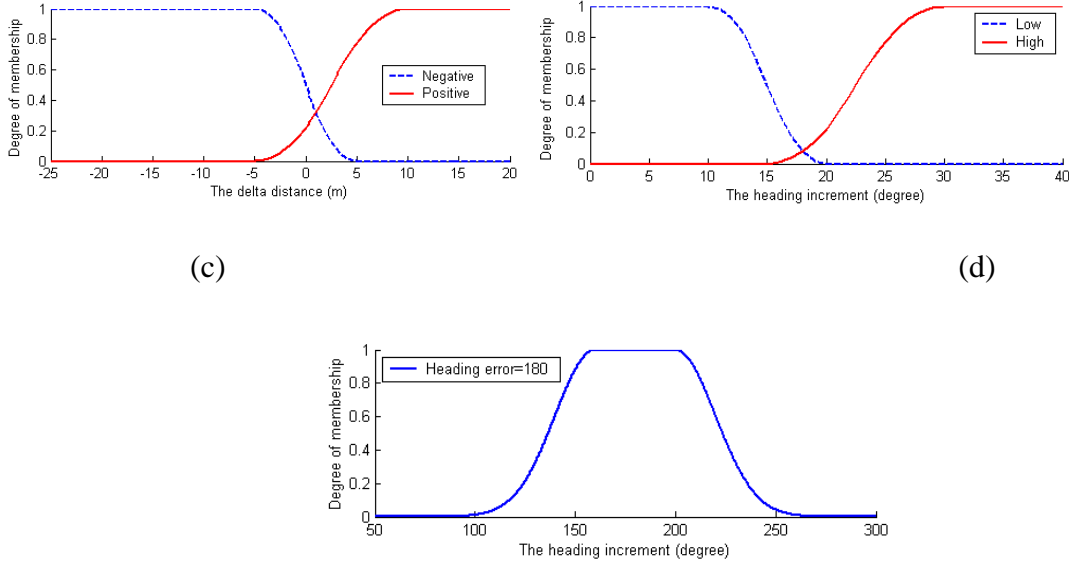 1
0.8
0.6
0.4
0.2
0
Degree of membership
Negative
Positive
-25 -20 -15 -10 -5 0 5 10 15 20
The delta distance (m)
1
0.8
0.6
0.4
0.2
0
Degree of membership
Low
High
0 5 10 15 20 25 30 35 40
The heading increment (degree)
(c)
(d)
1
0.8
0.6
0.4
0.2
0
Degree of membership
Heading error=180
50 100 150 200 250 300
The heading increment (degree)